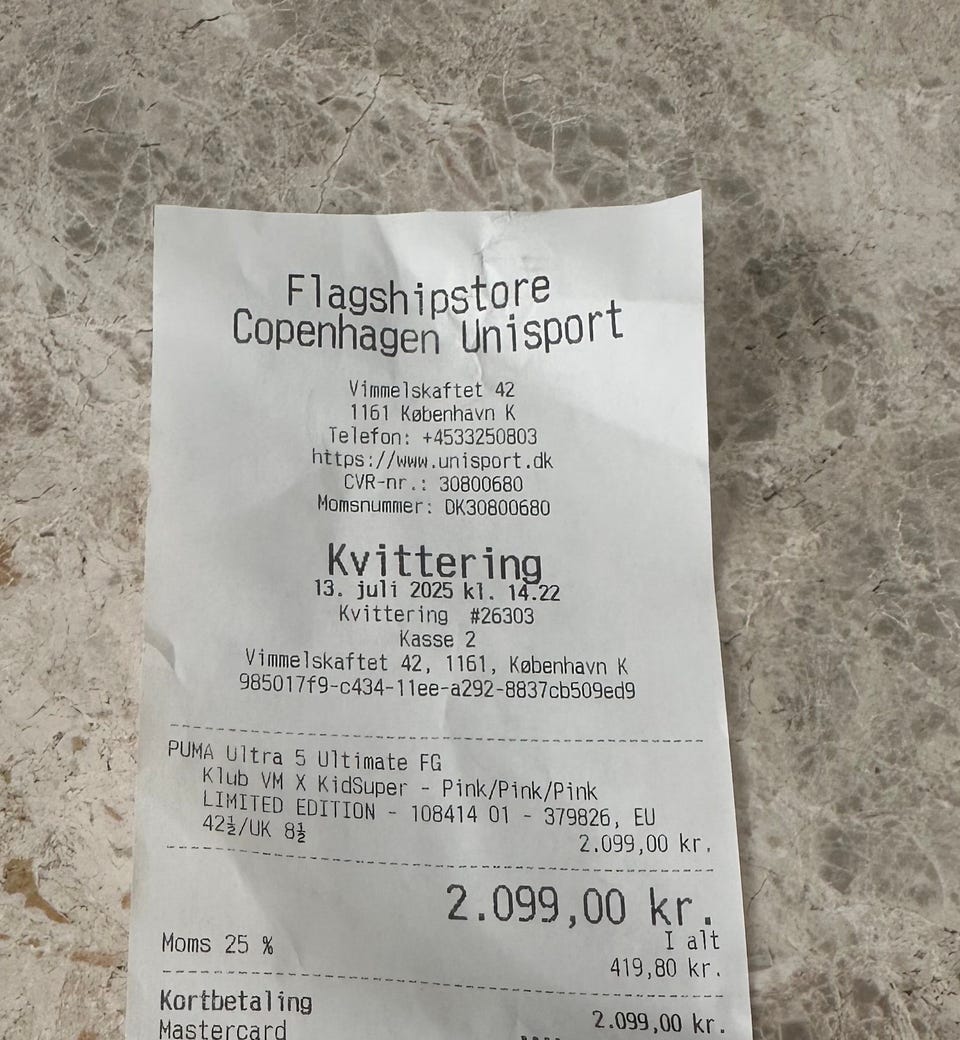 Flagshipstore
Copenhagen Unisport
Vimmelskaftet 42
1161 København K
Telefon: +4533250803
https://www.unisport.dk
CVR-nr.: 30800680
Momsnummer: DK30800680
Kvittering
13. juli 2025 kl. 14.22
Kvittering #26303
Kasse 2
Vimmelskaftet 42, 1161, København K
985017f9-c434-11ee-a292-8837cb509ed9
PUMA Ultra 5 Ultimate FG
Klub VM X KidSuper - Pink/Pink/Pink
LIMITED EDITION - 108414 01 - 379826, EU
42½/UK 8½ 2.099,00 kr.
2.099,00 kr.
I alt
Moms 25 % 419,80 kr.
Kortbetaling 2.099,00 kr.
Mastercard